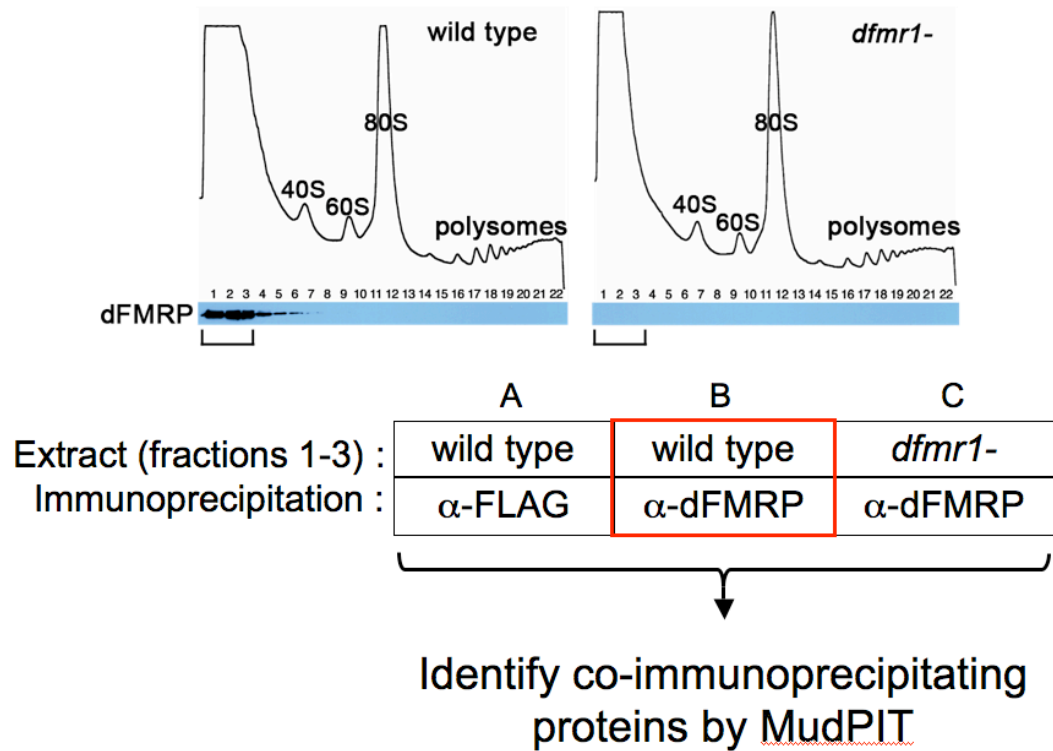 wild type
dfmr1-
80S
80S
40S
60S
polysomes
40S
60S
polysomes
1 2 3 4 5 6 7 8 9 10 11 12 13 14 15 16 17 18 19 20 21 22
1 2 3 4 5 6 7 8 9 10 11 12 13 14 15 16 17 18 19 20 21 22
dFMRP
A B C
Extract (fractions 1-3) : wild type wild type dfmr1-
Immunoprecipitation : α-FLAG α-dFMRP α-dFMRP
Identify co-immunoprecipitating
proteins by MudPIT